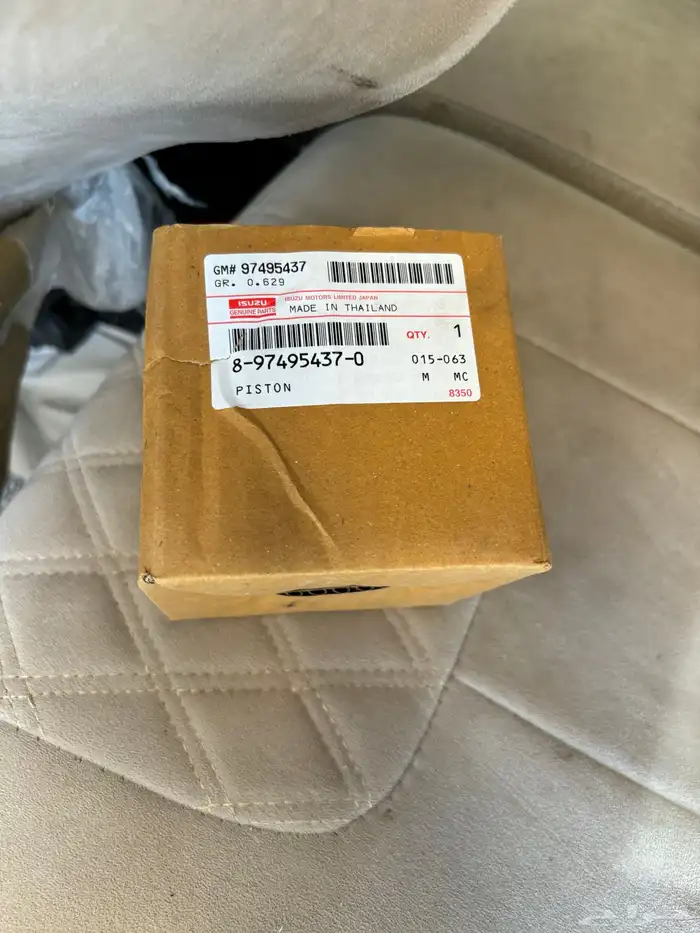 GM# 97495437
GR. 0.629
ISUZU
GENUINE PARTS
ISUZU MOTORS LIMITED JAPAN
MADE IN THAILAND
QTY. 1
8-97495437-0
015-063
PISTON
M MC
8350
حراج